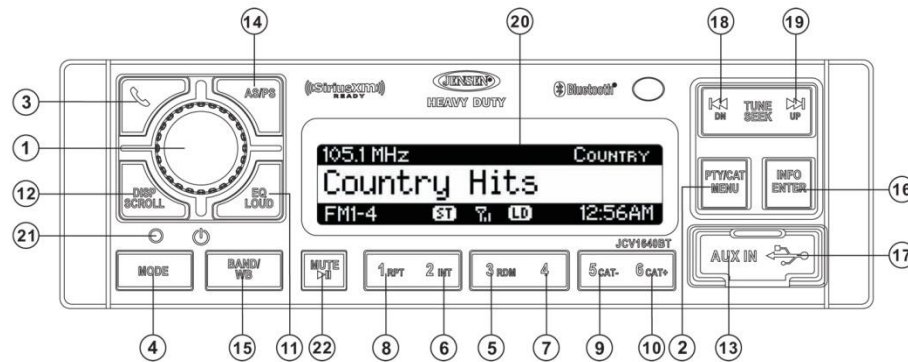 14
20
18
19
3
AS/PS
((SiriusXM))
READY
JENSEN
HEAVY DUTY
Bluetooth
DN
TUNE
SEEK
UP
1
105.1 MHz
COUNTRY
Country Hits
FM1-4
ST
LD
12:56AM
PTY/CAT
MENU
INFO
ENTER
16
12
DISP
SCROLL
EQ
LOUD
21
JCV1640BT
AUX IN
17
MODE
BAND/
WB
MUTE
1 RPT
2 INT
3 RDM
4
5 CAT-
6 CAT+
4
15
11
22
8
6
5
7
9
10
2
13